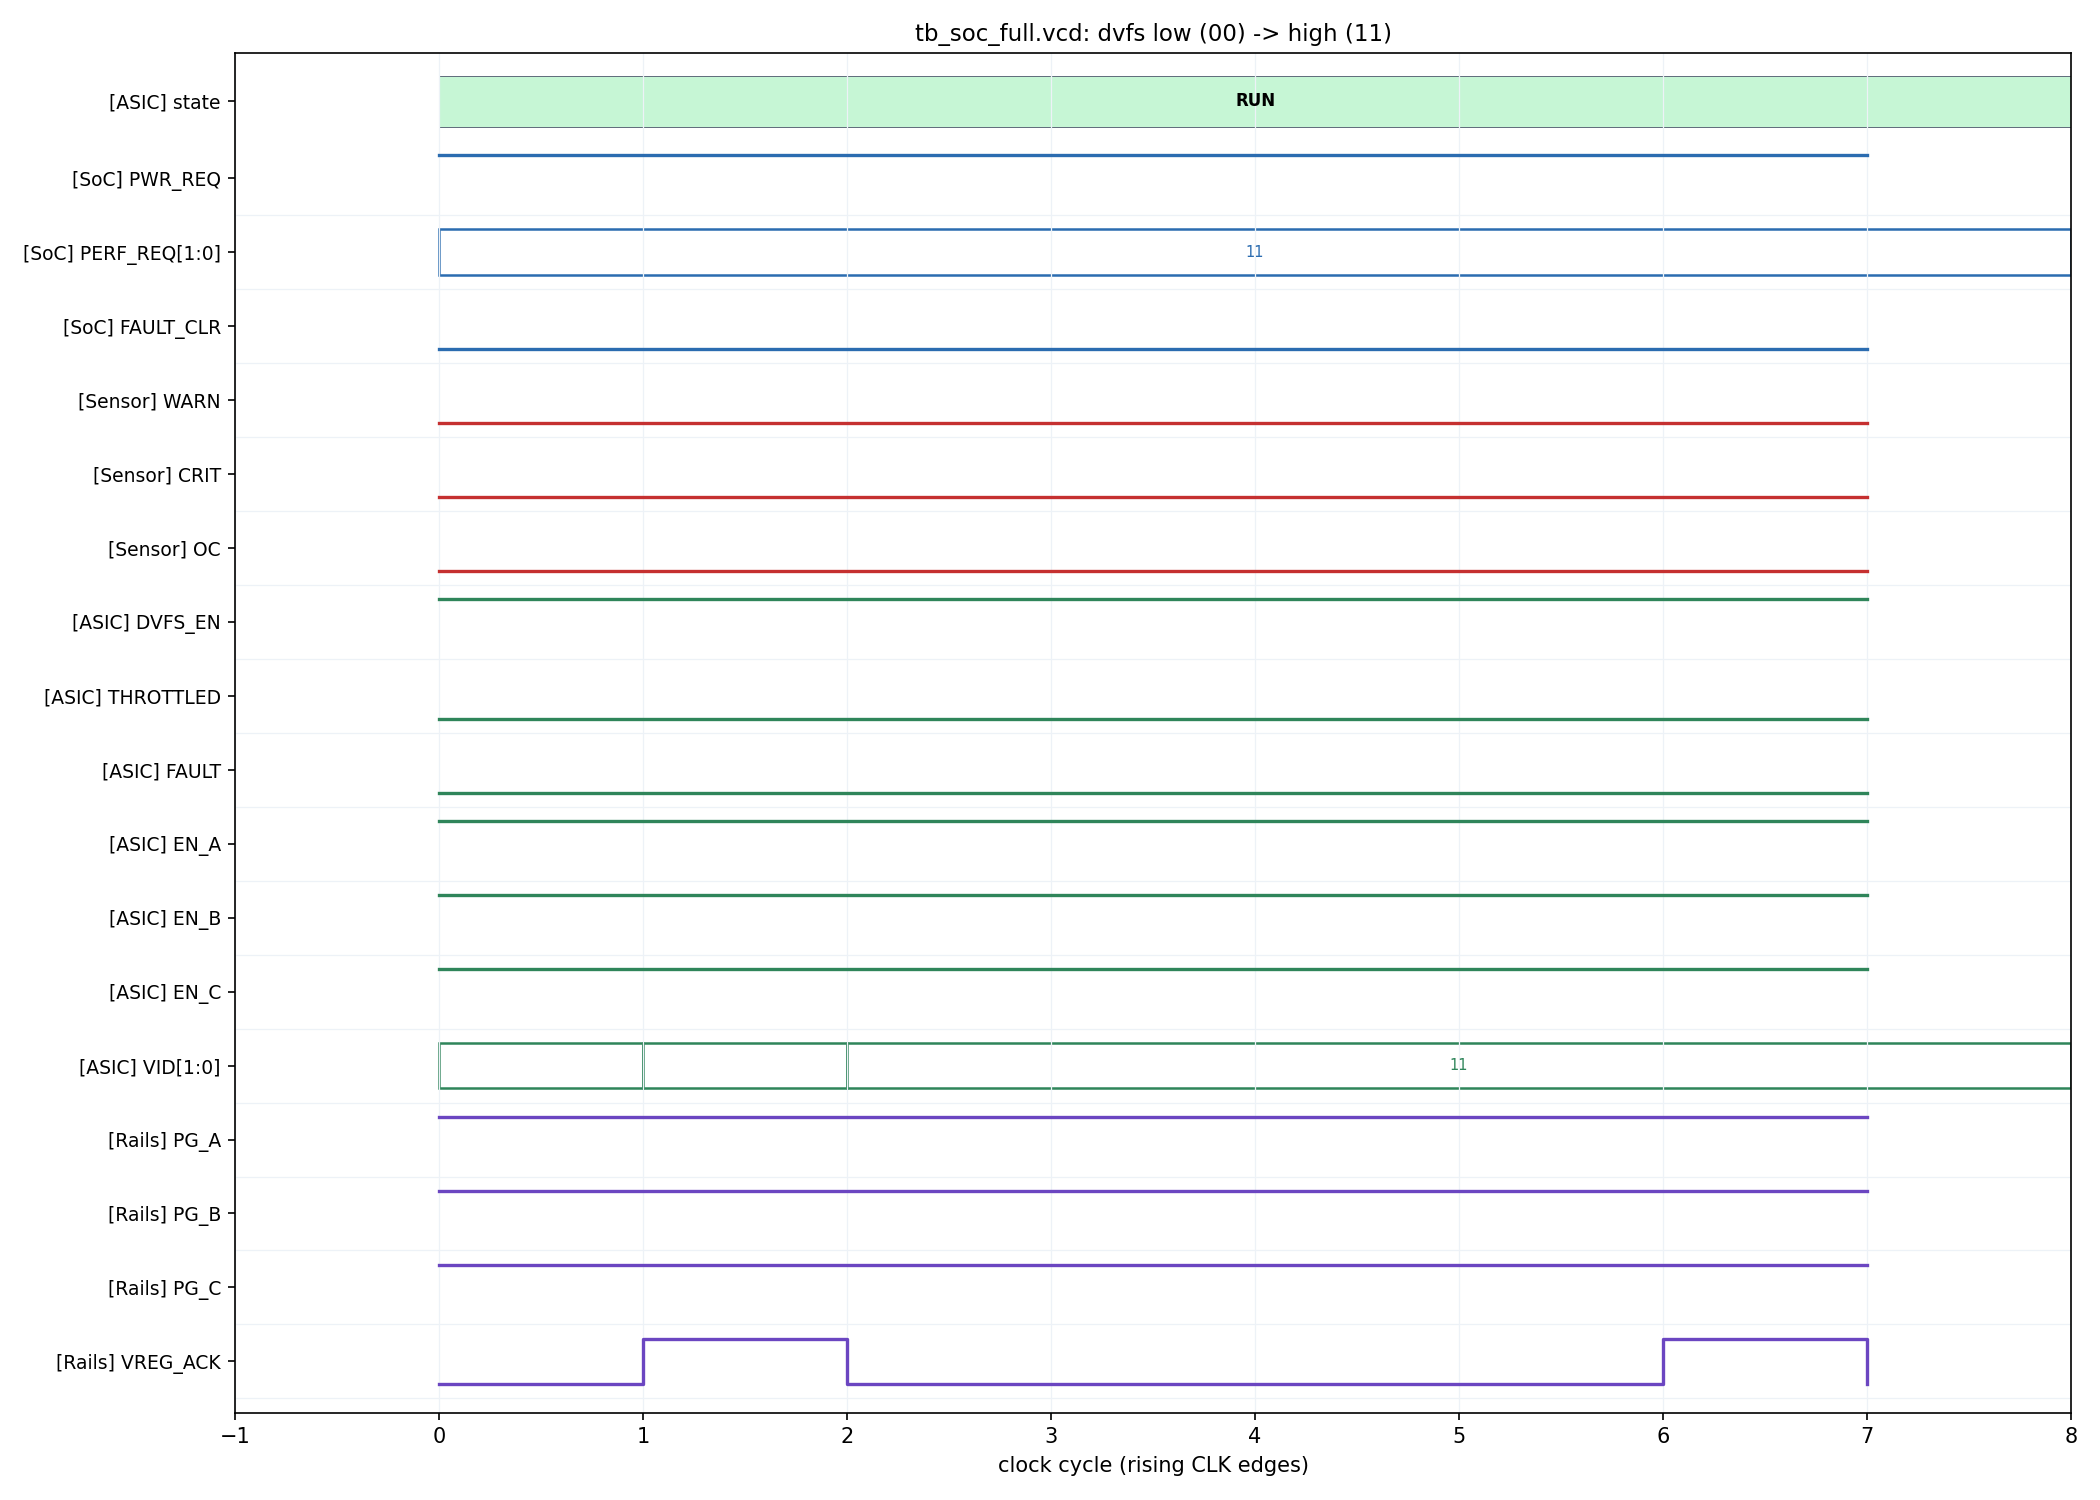 tb_soc_full.vcd: dvfs low (00) -> high (11)
[ASIC] state
RUN
[SoC] PWR_REQ
[SoC] PERF_REQ[1:0]
11
[SoC] FAULT_CLR
[Sensor] WARN
[Sensor] CRIT
[Sensor] OC
[ASIC] DVFS_EN
[ASIC] THROTTLED
[ASIC] FAULT
[ASIC] EN_A
[ASIC] EN_B
[ASIC] EN_C
[ASIC] VID[1:0]
11
[Rails] PG_A
[Rails] PG_B
[Rails] PG_C
[Rails] VREG_ACK
−1 0 1 2 3 4 5 6 7 8
clock cycle (rising CLK edges)